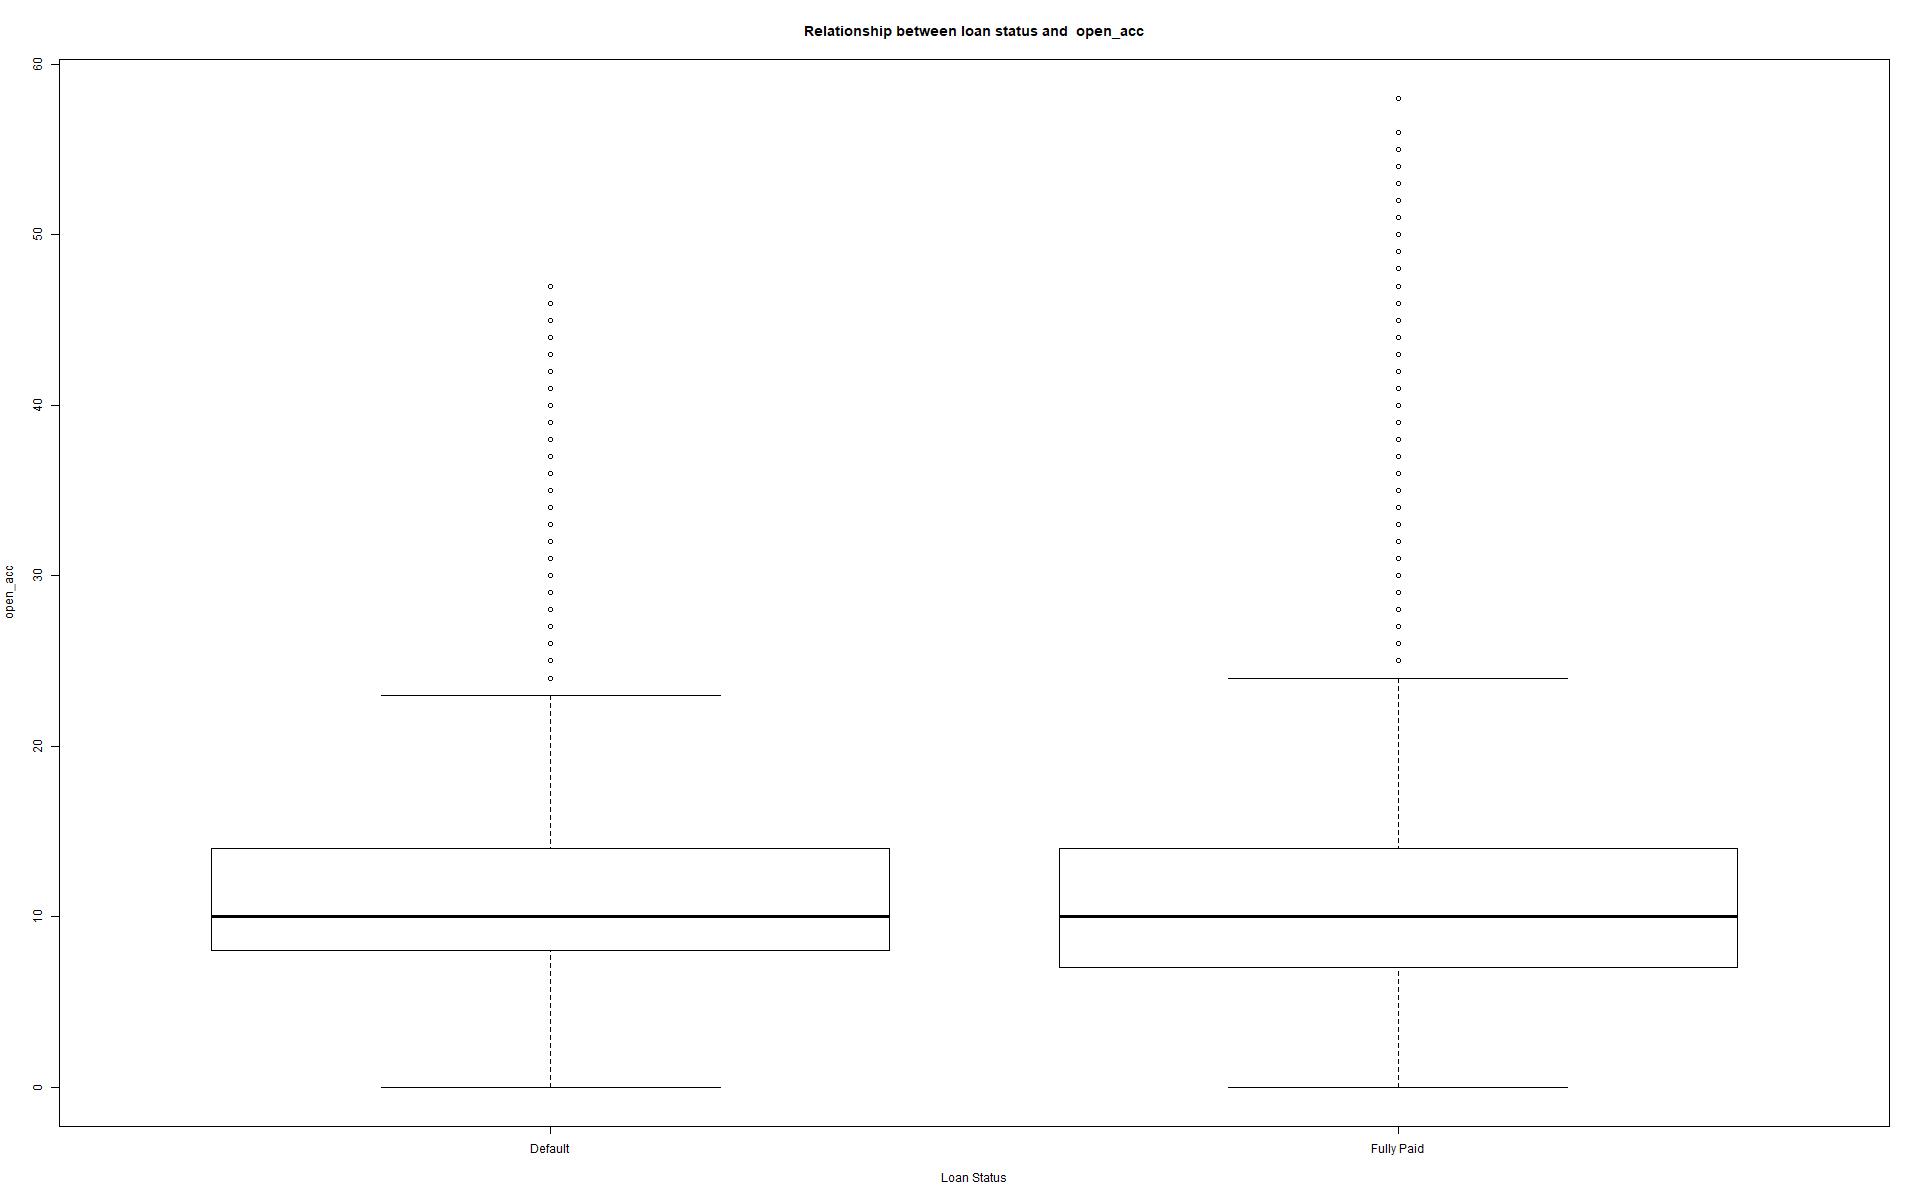 Relationship between loan status and  open_acc
60
50
40
30
20
10
0
open_acc
Default
Fully Paid
Loan Status